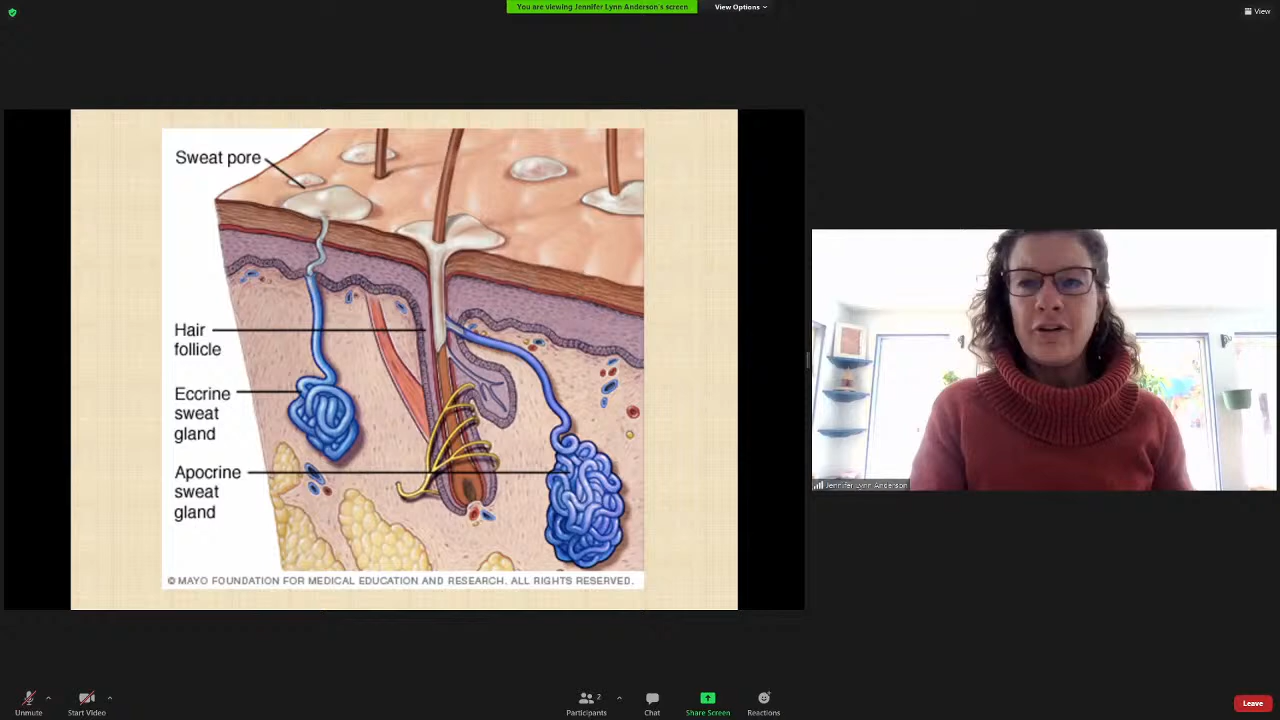 You are viewing Jennifer Lynn Anderson's screen
View Options
View
Sweat pore
Hair
follicle
Eccrine
sweat
gland
Apocrine
sweat
gland
© MAYO FOUNDATION FOR MEDICAL EDUCATION AND RESEARCH. ALL RIGHTS RESERVED.
Jennifer Lynn Anderson
Unmute
Start Video
2
Participants
Chat
Share Screen
Reactions
Leave